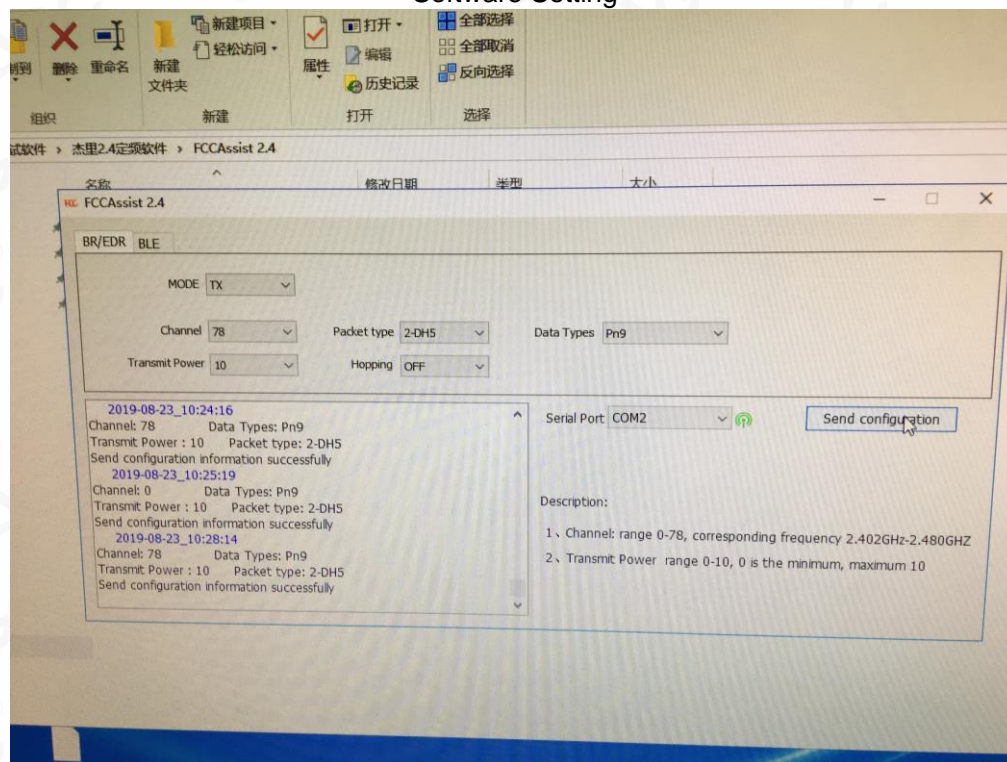 Software Setting
删除
重命名
新建
文件夹
新建项目
轻松访问
属性
打开
编辑
历史记录
全部选择
全部取消
反向选择
组织
新建
打开
选择
试软件 › 杰里2.4定频软件 › FCCAssist 2.4
名称 修改日期 类型 大小
FCCAssist 2.4
BR/EDR BLE
MODE TX
Channel 78 Packet type 2-DH5 Data Types Pn9
Transmit Power 10 Hopping OFF
2019-08-23_10:24:16
Channel: 78 Data Types: Pn9
Transmit Power : 10 Packet type: 2-DH5
Send configuration information successfully
2019-08-23_10:25:19
Channel: 0 Data Types: Pn9
Transmit Power : 10 Packet type: 2-DH5
Send configuration information successfully
2019-08-23_10:28:14
Channel: 78 Data Types: Pn9
Transmit Power : 10 Packet type: 2-DH5
Send configuration information successfully
Serial Port COM2 Send configuration
Description:
1、Channel: range 0-78, corresponding frequency 2.402GHz-2.480GHZ
2、Transmit Power range 0-10, 0 is the minimum, maximum 10